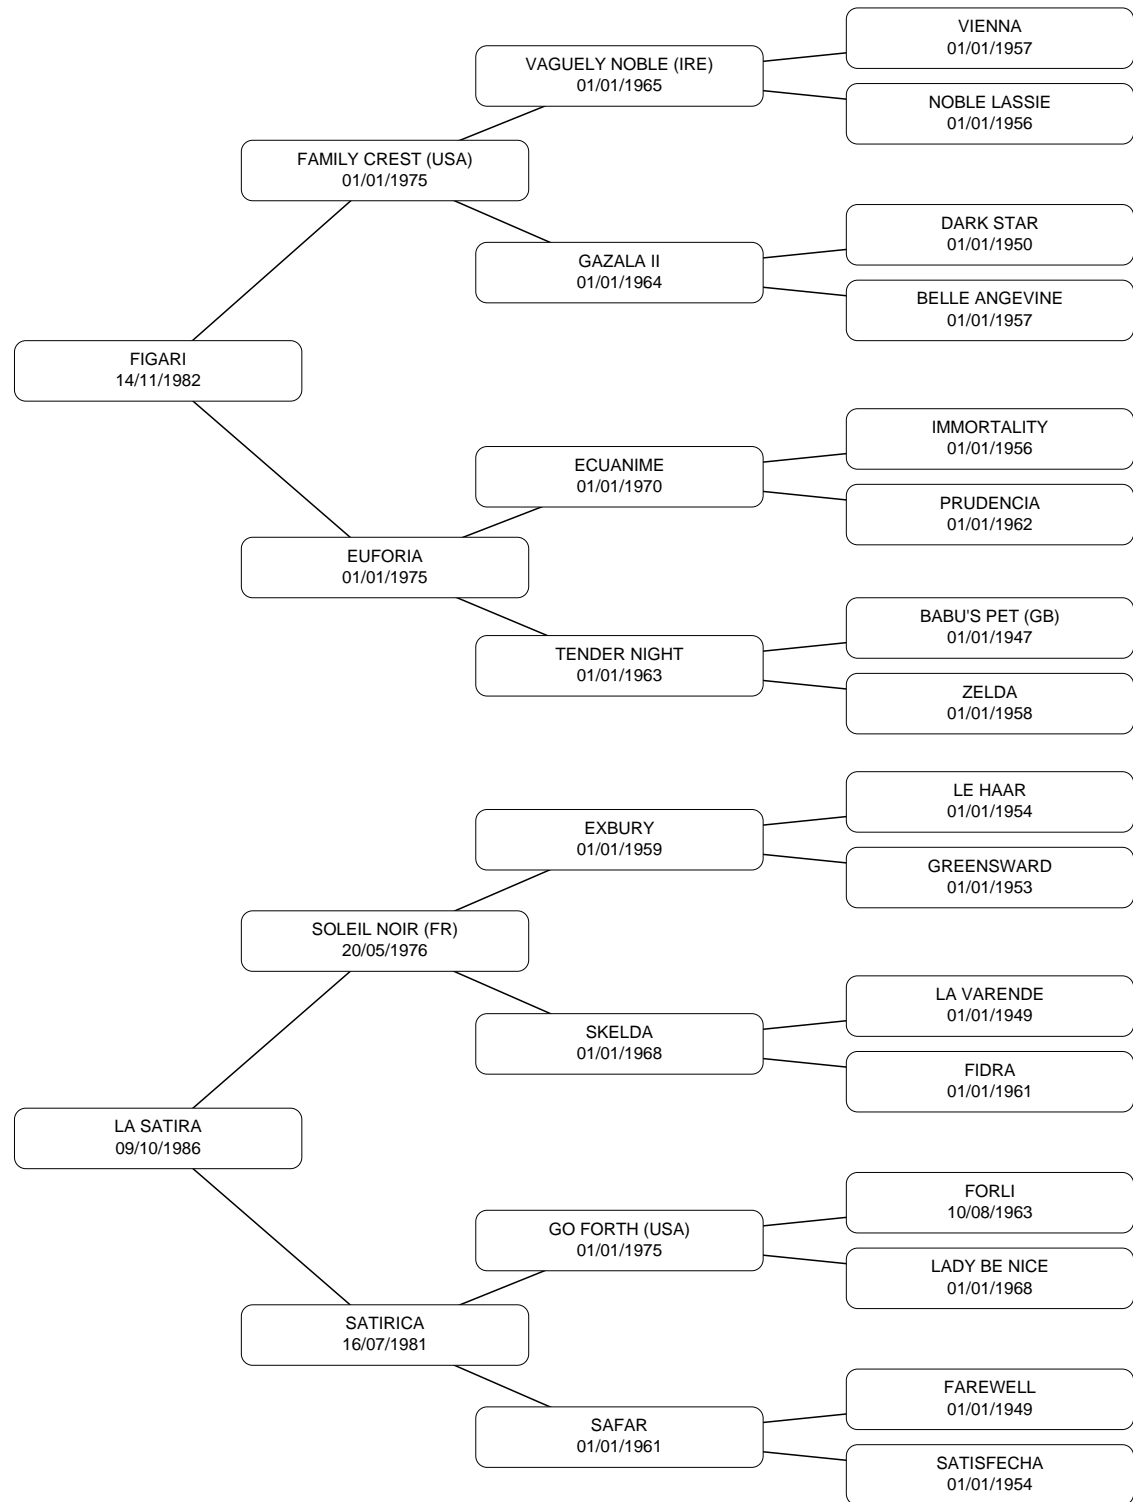 VIENNA
01/01/1957
VAGUELY NOBLE (IRE)
01/01/1965
NOBLE LASSIE
01/01/1956
FAMILY CREST (USA)
01/01/1975
DARK STAR
01/01/1950
GAZALA II
01/01/1964
BELLE ANGEVINE
01/01/1957
FIGARI
14/11/1982
IMMORTALITY
01/01/1956
ECUANIME
01/01/1970
PRUDENCIA
01/01/1962
EUFORIA
01/01/1975
BABU'S PET (GB)
01/01/1947
TENDER NIGHT
01/01/1963
ZELDA
01/01/1958
LE HAAR
01/01/1954
EXBURY
01/01/1959
GREENSWARD
01/01/1953
SOLEIL NOIR (FR)
20/05/1976
LA VARENDE
01/01/1949
SKELDA
01/01/1968
FIDRA
01/01/1961
LA SATIRA
09/10/1986
FORLI
10/08/1963
GO FORTH (USA)
01/01/1975
LADY BE NICE
01/01/1968
SATIRICA
16/07/1981
FAREWELL
01/01/1949
SAFAR
01/01/1961
SATISFECHA
01/01/1954